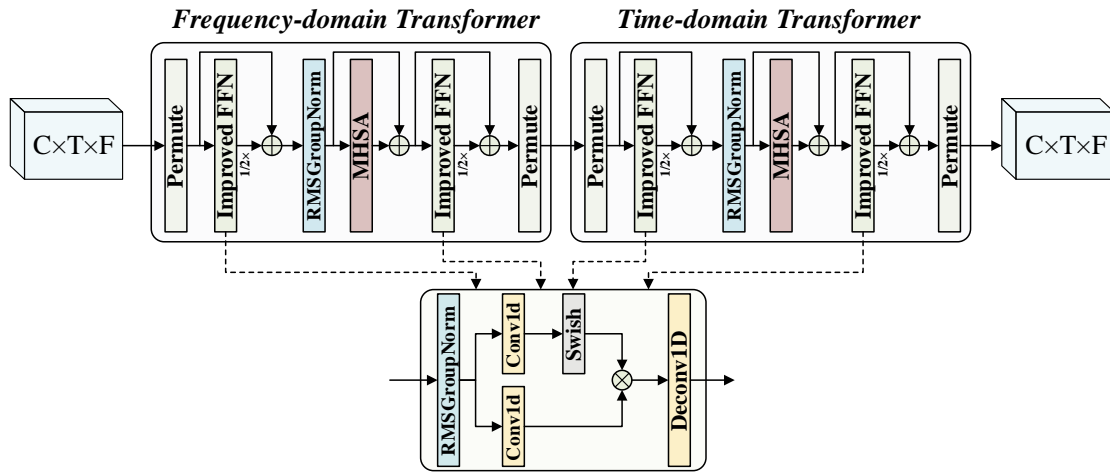 Frequency-domain Transformer
Time-domain Transformer
C×T×F
Permute
Improved FFN
1/2×
RMSGroupNorm
MHSA
Improved FFN
1/2×
Permute
Permute
Improved FFN
1/2×
RMSGroupNorm
MHSA
Improved FFN
1/2×
Permute
C×T×F
RMSGroupNorm
Conv1d
Swish
Conv1d
Deconv1D